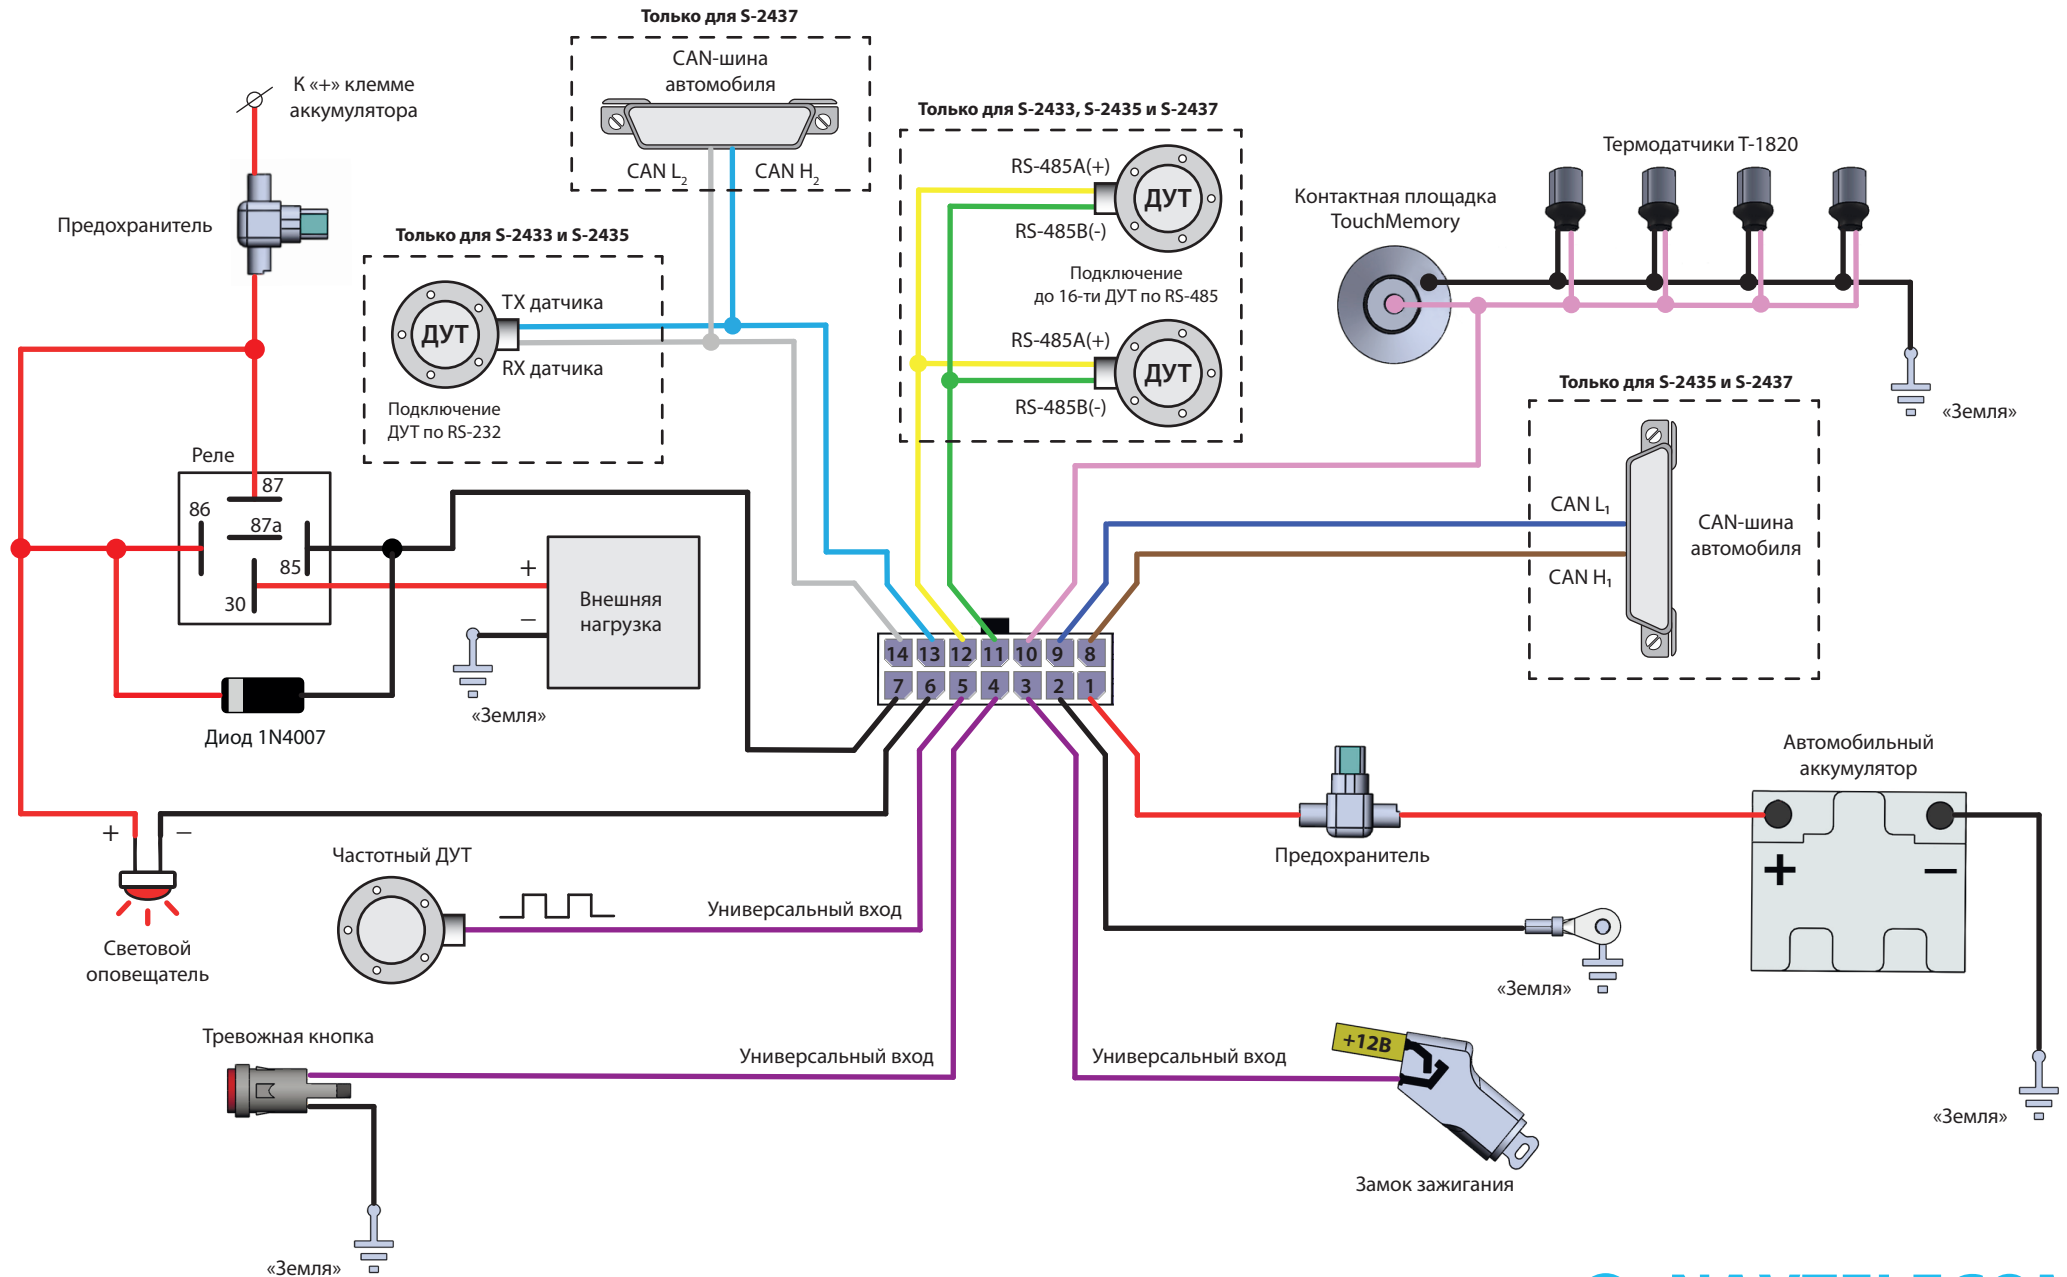 Только для S-2437
CAN-шина
автомобиля
CAN L2
CAN H2
К «+» клемме
аккумулятора
Предохранитель
Только для S-2433 и S-2435
ДУТ
TX датчика
RX датчика
Подключение
ДУТ по RS-232
Только для S-2433, S-2435 и S-2437
RS-485A(+)
ДУТ
RS-485B(-)
Подключение
до 16-ти ДУТ по RS-485
RS-485A(+)
ДУТ
RS-485B(-)
Термодатчики Т-1820
Контактная площадка
TouchMemory
«Земля»
Только для S-2435 и S-2437
CAN L1
CAN H1
CAN-шина
автомобиля
Реле
87
86
87a
85
30
+
−
Внешняя
нагрузка
«Земля»
Диод 1N4007
14 13 12 11 10 9 8
7 6 5 4 3 2 1
+
−
Световой
оповещатель
Частотный ДУТ
Универсальный вход
Тревожная кнопка
Универсальный вход
«Земля»
Универсальный вход
+12В
Замок зажигания
Предохранитель
«Земля»
Автомобильный
аккумулятор
+
−
«Земля»